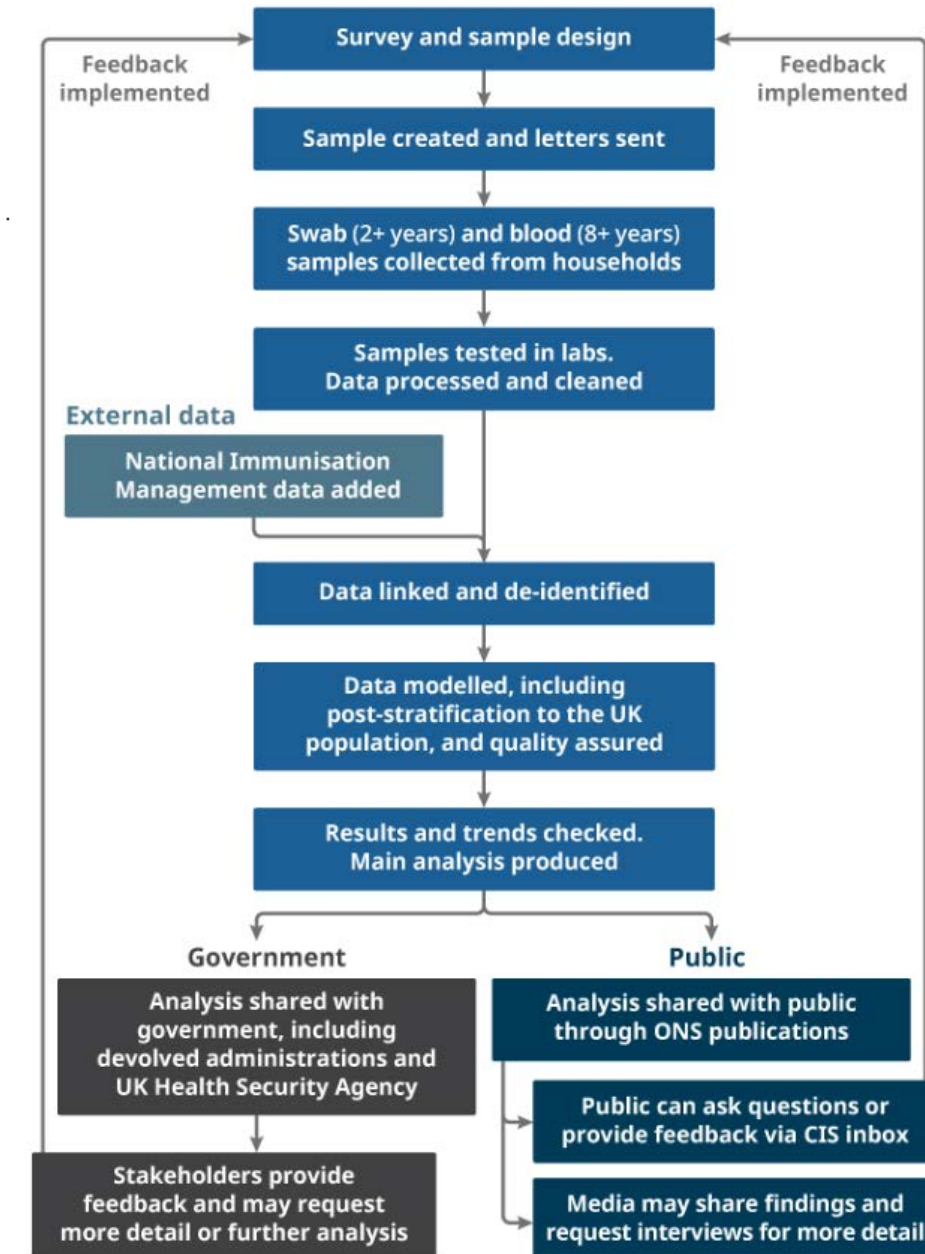 Survey and sample design
Feedback
implemented
Feedback
implemented
Sample created and letters sent
Swab (2+ years) and blood (8+ years)
samples collected from households
Samples tested in labs.
Data processed and cleaned
External data
National Immunisation
Management data added
Data linked and de-identified
Data modelled, including
post-stratification to the UK
population, and quality assured
Results and trends checked.
Main analysis produced
Government
Analysis shared with
government, including
devolved administrations and
UK Health Security Agency
Stakeholders provide
feedback and may request
more detail or further analysis
Public
Analysis shared with public
through ONS publications
Public can ask questions or
provide feedback via CIS inbox
Media may share findings and
request interviews for more detail